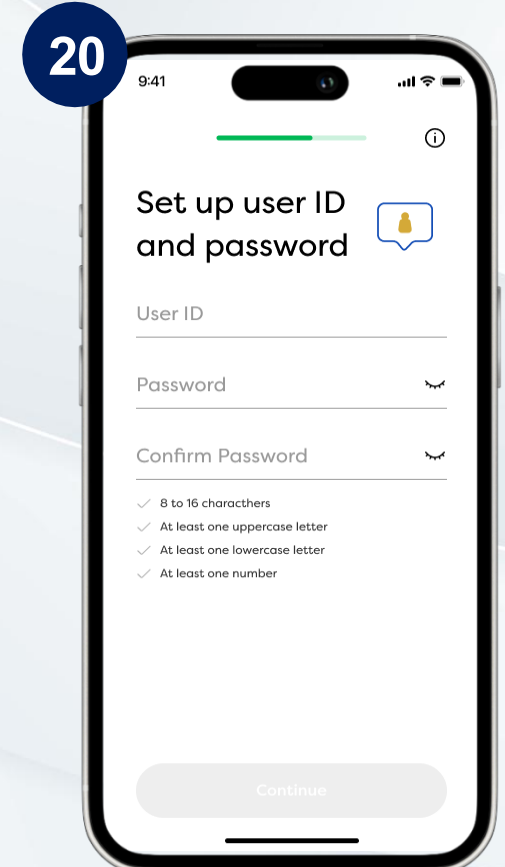 20
9:41
Set up user ID
and password
User ID
Password
Confirm Password
8 to 16 characthers
At least one uppercase letter
At least one lowercase letter
At least one number
Continue